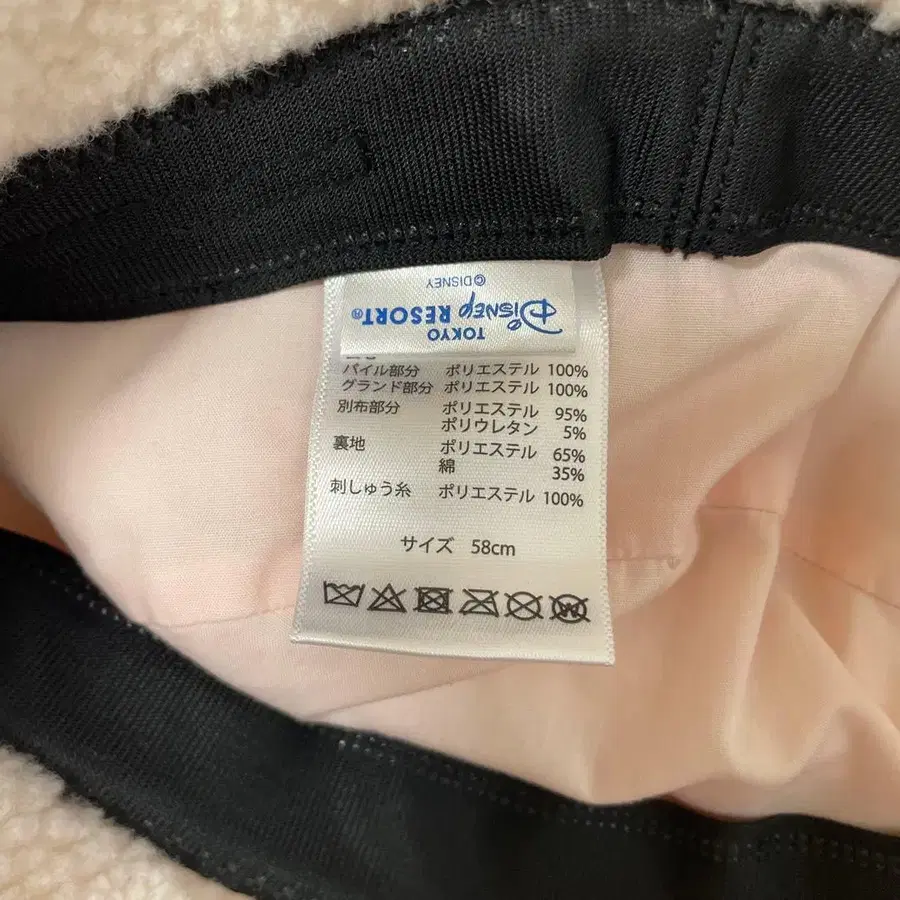 TOKYO
Disney RESORT®
© DISNEY
パイル部分 ポリエステル 100%
グランド部分 ポリエステル 100%
別布部分 ポリエステル 95%
ポリウレタン 5%
裏地 ポリエステル 65%
綿 35%
刺しゅう糸 ポリエステル 100%
サイズ 58cm
W